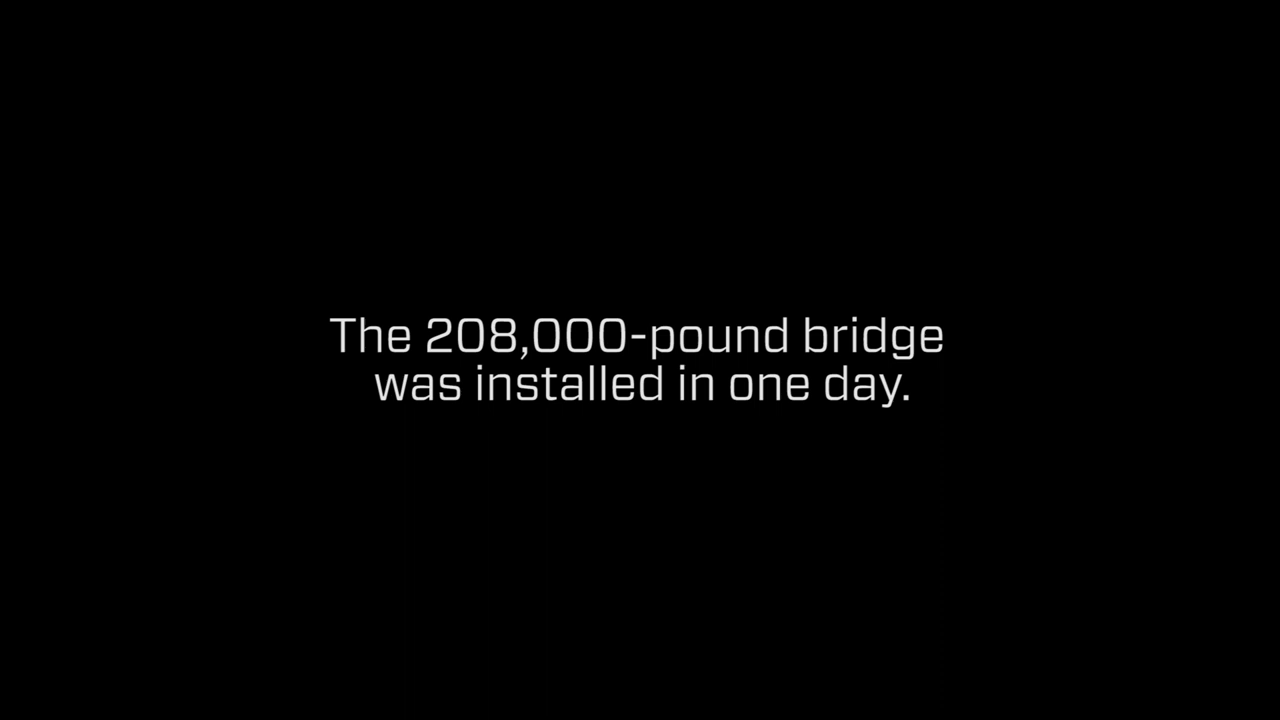 The 208,000-pound bridge
was installed in one day.